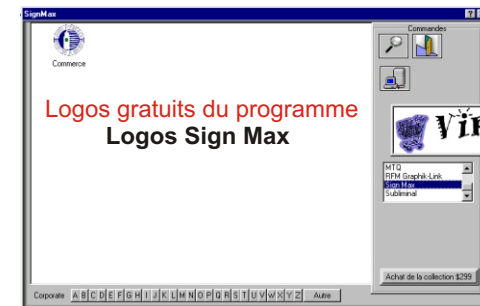 SignMax
Commandes
Commerce
Logos gratuits du programme
Logos Sign Max
MTQ
RFM Graphik-Link
Sign Max
Subliminal
Achat de la collection $299
Corporate A B C D E F G H I J K L M N O P Q R S T U V W X Y Z Autre